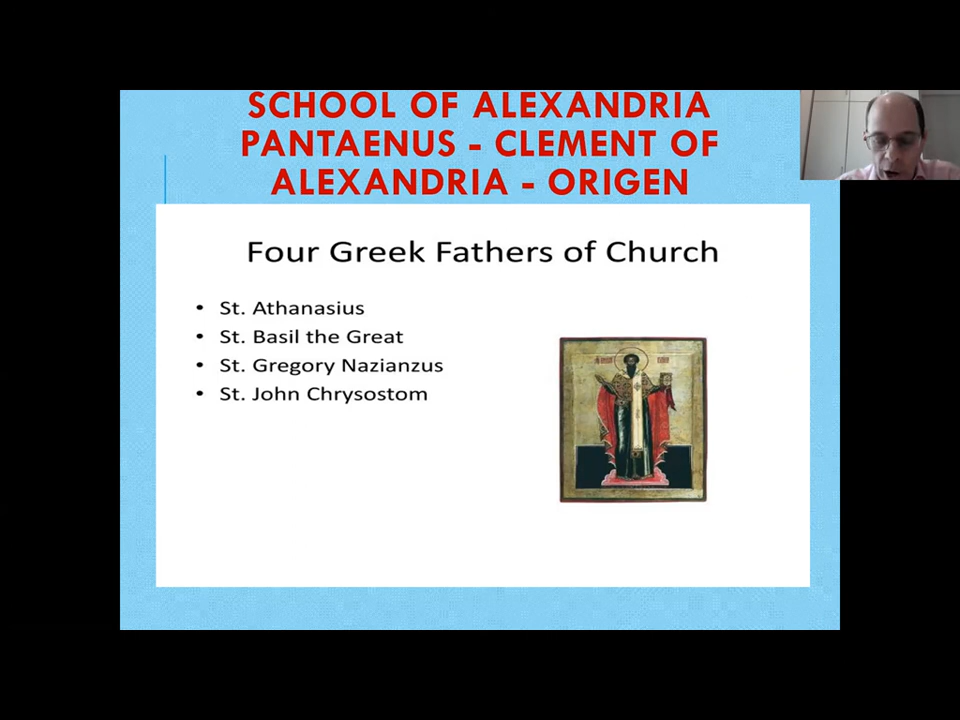 SCHOOL OF ALEXANDRIA
PANTAENUS - CLEMENT OF
ALEXANDRIA - ORIGEN
Four Greek Fathers of Church
• St. Athanasius
• St. Basil the Great
• St. Gregory Nazianzus
• St. John Chrysostom